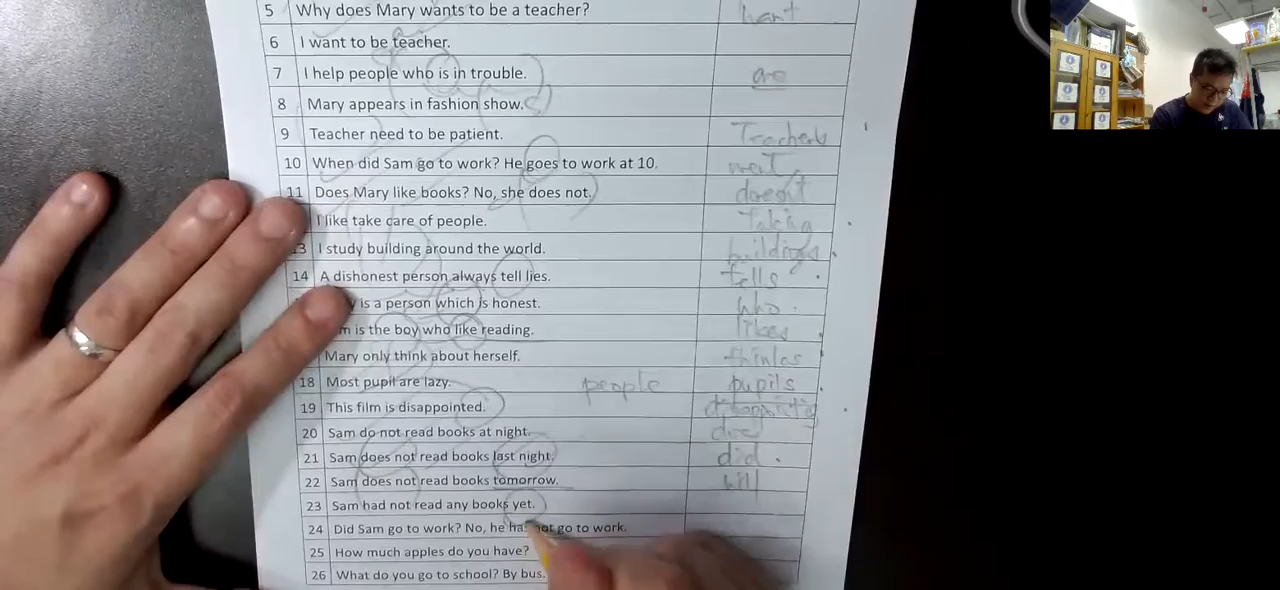 5 Why does Mary wants to be a teacher? want
6 I want to be teacher.
7 I help people who is in trouble. are
8 Mary appears in fashion show.
9 Teacher need to be patient. Teachers
10 When did Sam go to work? He goes to work at 10. went
11 Does Mary like books? No, she does not. doesn't
I like take care of people. Taking
13 I study building around the world. buildings
14 A dishonest person always tell lies. tells
is a person which is honest. who
is the boy who like reading. likes
Mary only think about herself. thinks
18 Most pupil are lazy. people pupils
19 This film is disappointed. disappointing
20 Sam do not read books at night.
21 Sam does not read books last night. did
22 Sam does not read books tomorrow. will
23 Sam had not read any books yet.
24 Did Sam go to work? No, he has not go to work.
25 How much apples do you have?
26 What do you go to school? By bus.